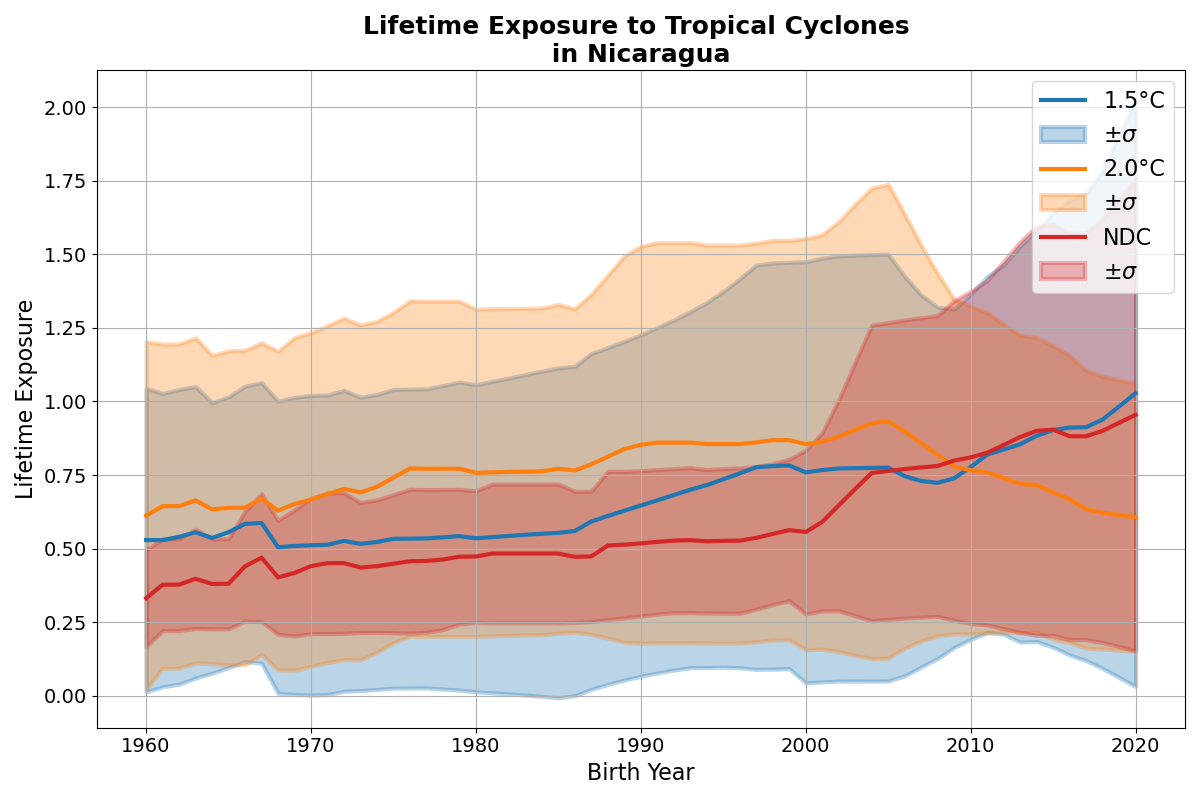 Lifetime Exposure to Tropical Cyclones
in Nicaragua
2.00
1.75
1.50
1.25
1.00
0.75
0.50
0.25
0.00
Lifetime Exposure
1.5°C
±σ
2.0°C
±σ
NDC
±σ
1960 1970 1980 1990 2000 2010 2020
Birth Year